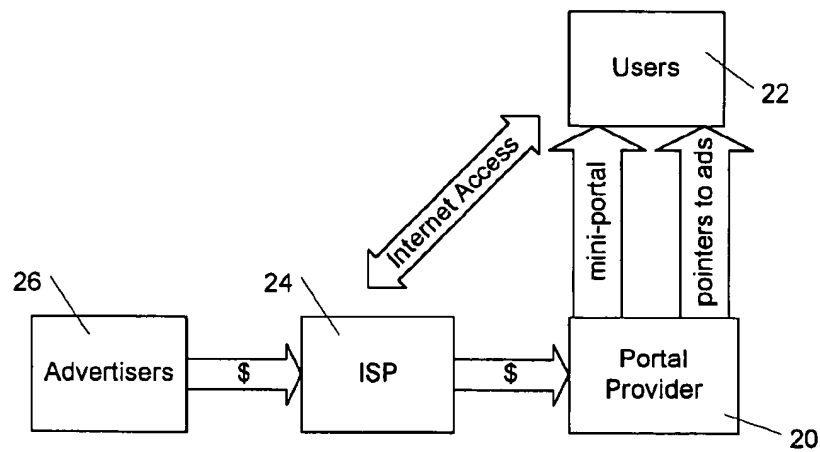 Users
22
Internet Access
mini-portal
pointers to ads
26
24
Advertisers
$
ISP
$
Portal
Provider
20